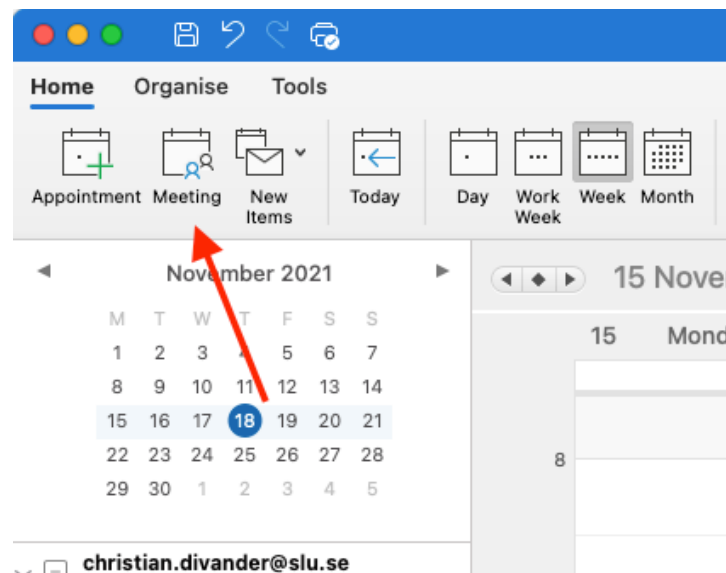 Home Organise Tools
Appointment Meeting New Items Today Day Work Week Week Month
November 2021
15 Nove
M T W T F S S
15 Mond
1 2 3 4 5 6 7
8 9 10 11 12 13 14
15 16 17 18 19 20 21
22 23 24 25 26 27 28
8
29 30 1 2 3 4 5
christian.divander@slu.se